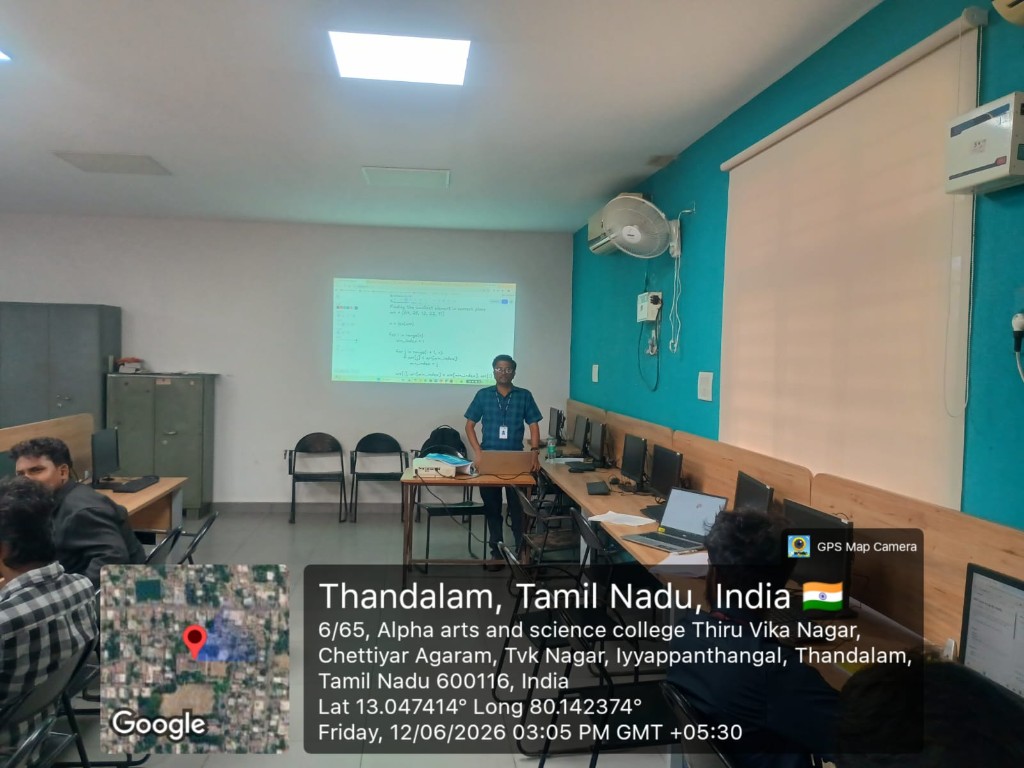 GPS Map Camera
Thandalam, Tamil Nadu, India
6/65, Alpha arts and science college Thiru Vika Nagar,
Chettiyar Agaram, Tvk Nagar, Iyyappanthangal, Thandalam,
Tamil Nadu 600116, India
Lat 13.047414° Long 80.142374°
Friday, 12/06/2026 03:05 PM GMT +05:30
Google